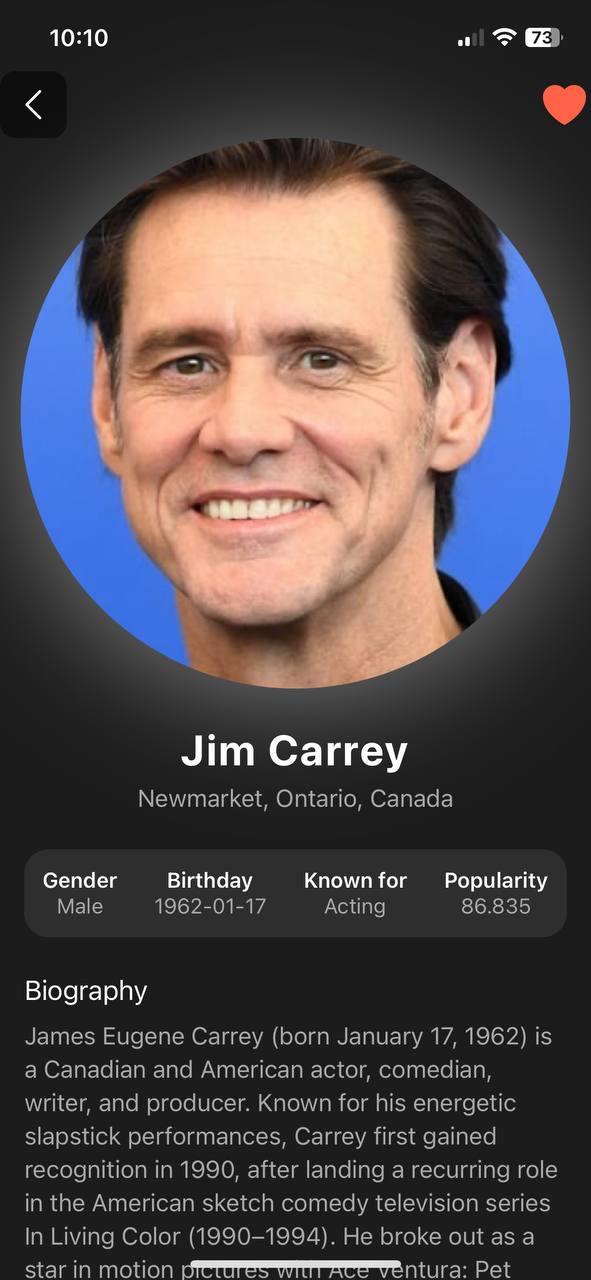 10:10
73
Jim Carrey
Newmarket, Ontario, Canada
Gender Birthday Known for Popularity
Male 1962-01-17 Acting 86.835
Biography
James Eugene Carrey (born January 17, 1962) is
a Canadian and American actor, comedian,
writer, and producer. Known for his energetic
slapstick performances, Carrey first gained
recognition in 1990, after landing a recurring role
in the American sketch comedy television series
In Living Color (1990–1994). He broke out as a
star in motion pictures with Ace Ventura: Pet